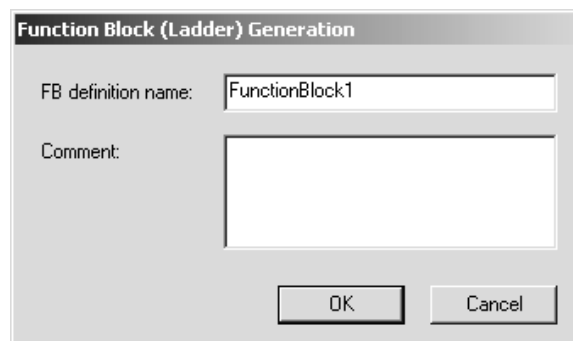 Function Block (Ladder) Generation
FB definition name: FunctionBlock1
Comment:
OK Cancel